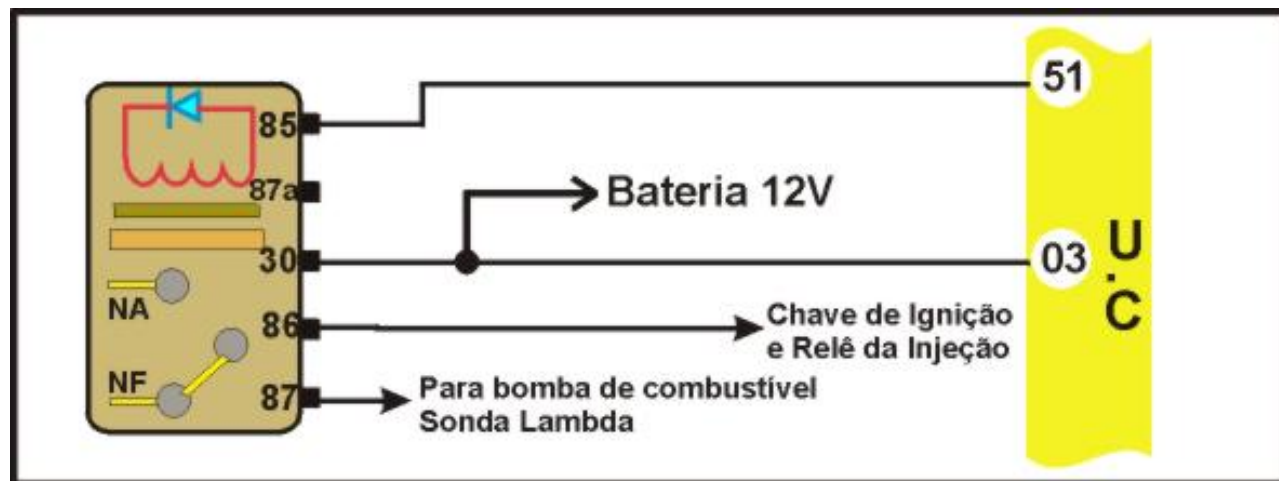 85
51
87a
Bateria 12V
30
03
U.C
NA
86
Chave de Ignição
e Relê da Injeção
NF
87
Para bomba de combustível
Sonda Lambda